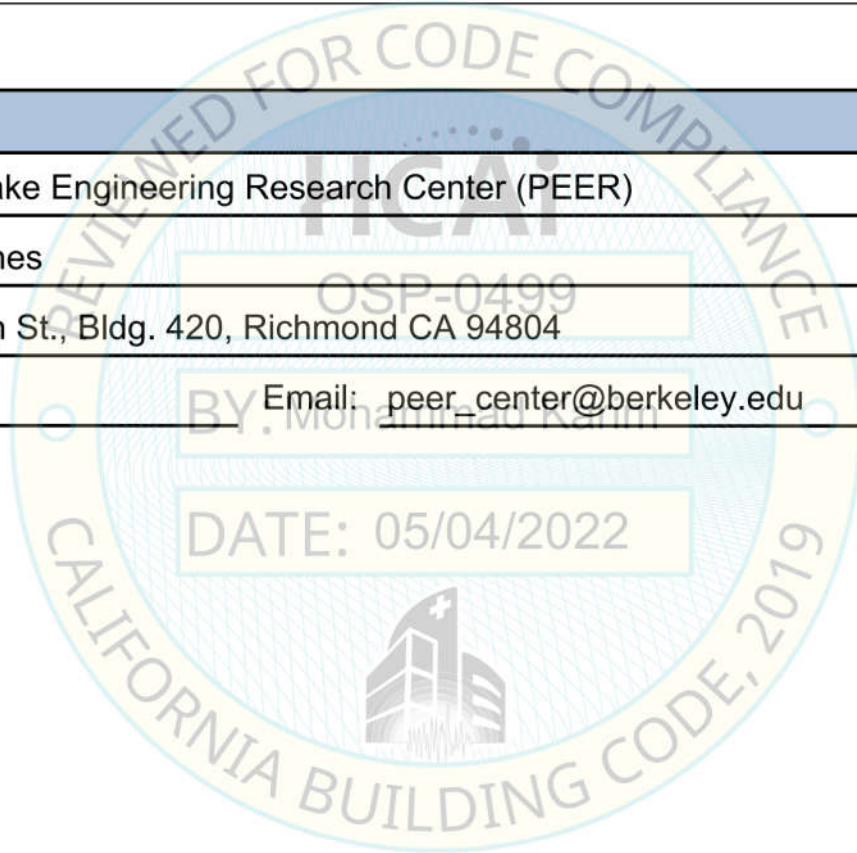 REVIEWED FOR CODE COMPLIANCE
HCAi
ake Engineering Research Center (PEER)
nes
OSP-0499
n St., Bldg. 420, Richmond CA 94804
Email: peer_center@berkeley.edu
BY: Mohammad Karim
DATE: 05/04/2022
CALIFORNIA BUILDING CODE, 2019